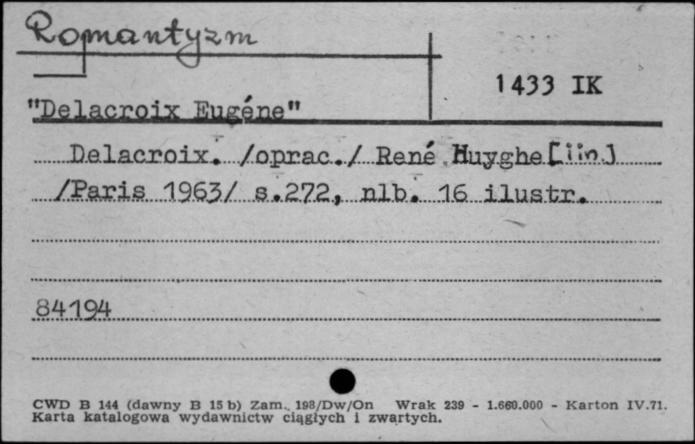 Romantyzm
1433 IK
"Delacroix Eugéne"
Delacroix. /oprac./ René Huyghe [i in.]
/Paris 1963/ s.272, nlb. 16 ilustr.
84194
CWD B 144 (dawny B 15 b) Zam. 198/Dw/On Wrak 239 - 1.660.000 - Karton IV.71.
Karta katalogowa wydawnictw ciągłych i zwartych.